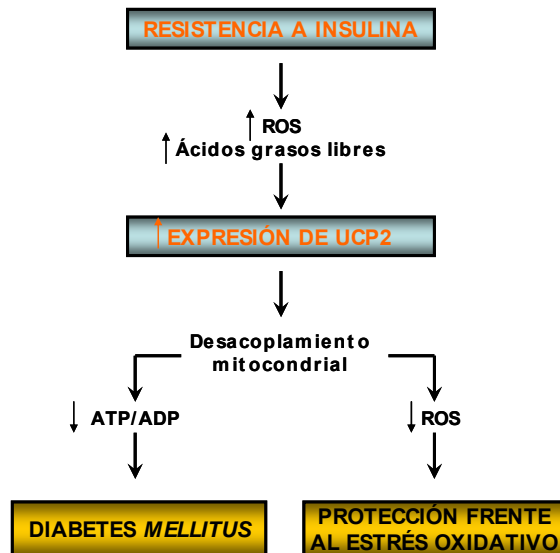 RESISTENCIA A INSULINA
↑ ROS
↑ Ácidos grasos libres
↑ EXPRESIÓN DE UCP2
Desacoplamiento
mitocondrial
↓ ATP/ADP
↓ ROS
DIABETES MELLITUS
PROTECCIÓN FRENTE
AL ESTRÉS OXIDATIVO